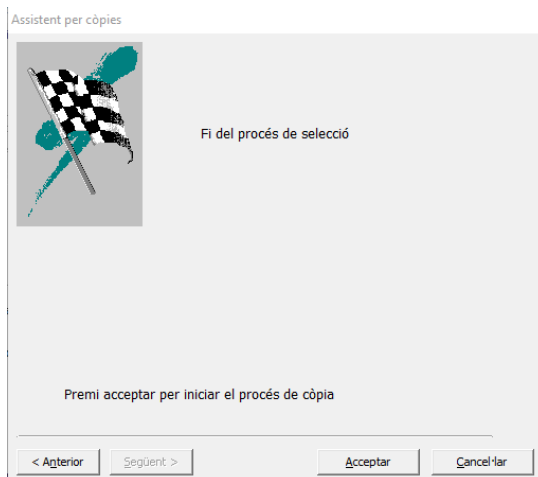 Assistent per còpies
Fi del procés de selecció
Premi acceptar per iniciar el procés de còpia
< Anterior
Següent >
Acceptar
Cancel·lar